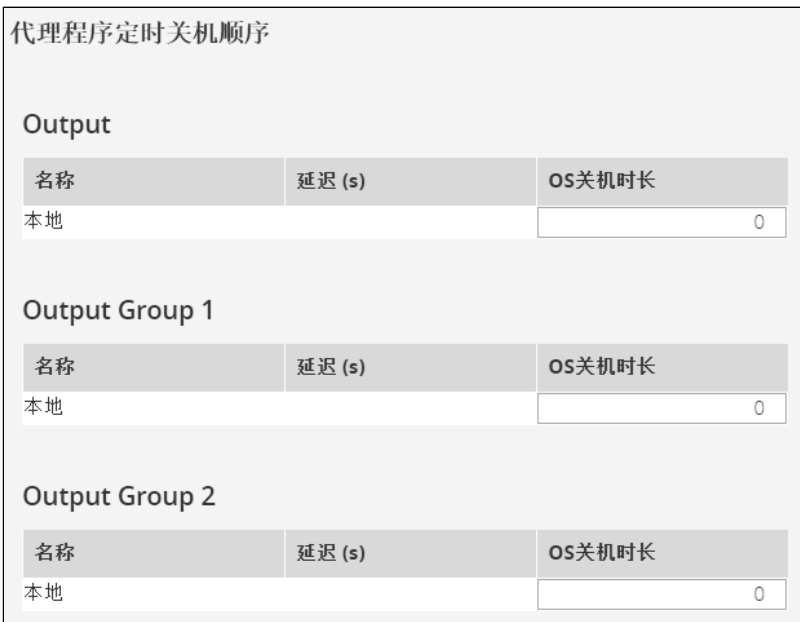 代理程序定时关机顺序
Output
名称 延迟 (s) OS关机时长
本地 0
Output Group 1
名称 延迟 (s) OS关机时长
本地 0
Output Group 2
名称 延迟 (s) OS关机时长
本地 0